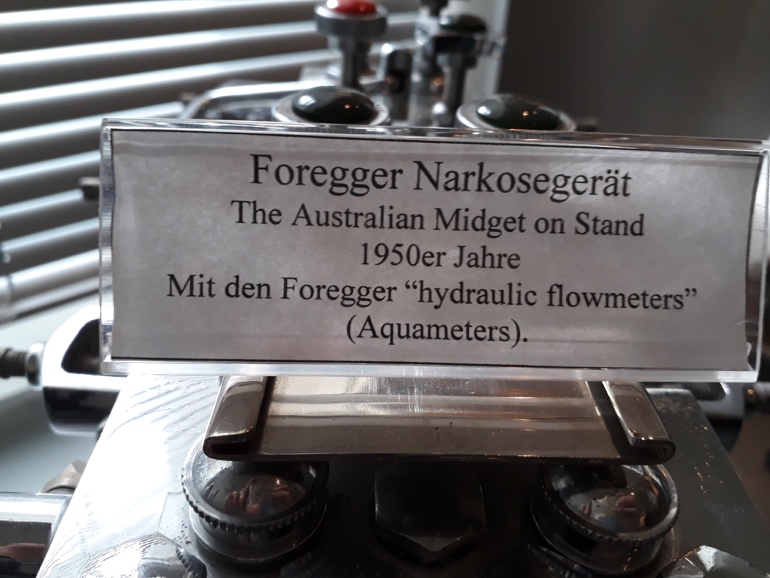 Foregger Narkosegerät
The Australian Midget on Stand
1950er Jahre
Mit den Foregger “hydraulic flowmeters”
(Aquameters).